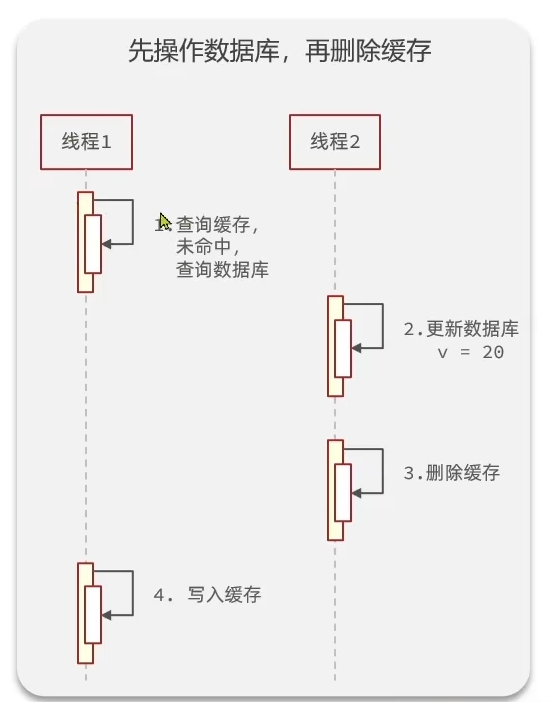 先操作数据库，再删除缓存
线程1
线程2
1.查询缓存，
未命中，
查询数据库
2.更新数据库
v = 20
3.删除缓存
4. 写入缓存